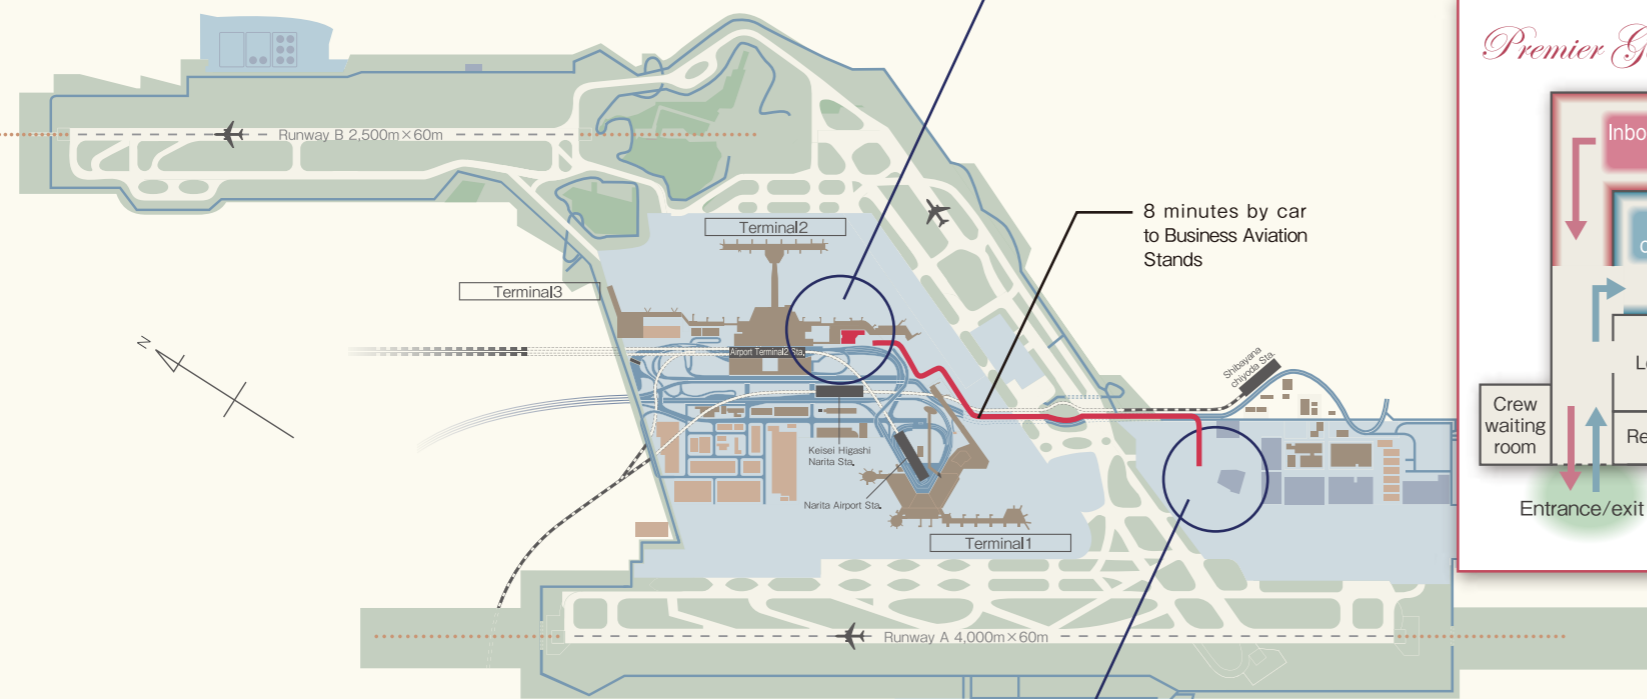 Premier
Runway B 2,500m×60m
Terminal2
8 minutes by car
to Business Aviation
Stands
Terminal3
N
Airport Terminal2 Sta.
Shibayama
chiyoda Sta.
Keisei Higashi
Narita Sta.
Narita Airport Sta.
Terminal1
Runway A 4,000m×60m
Crew
waiting
room
Entrance/exit